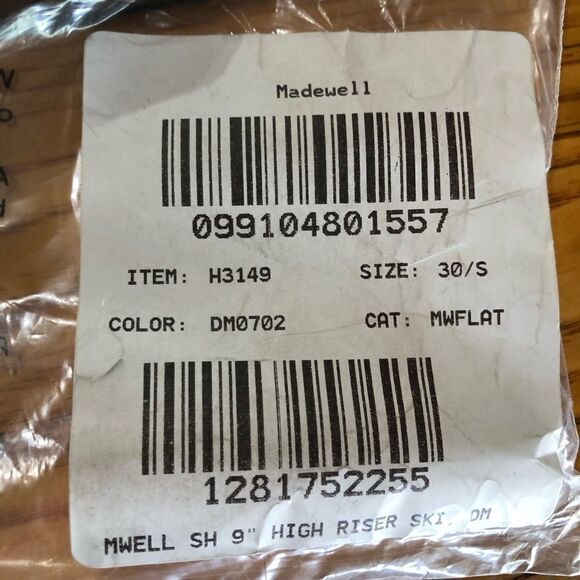 Madewell
099104801557
ITEM: H3149 SIZE: 30/S
COLOR: DM0702 CAT: MWFLAT
1281752255
MWELL SH 9" HIGH RISER SKI, DM